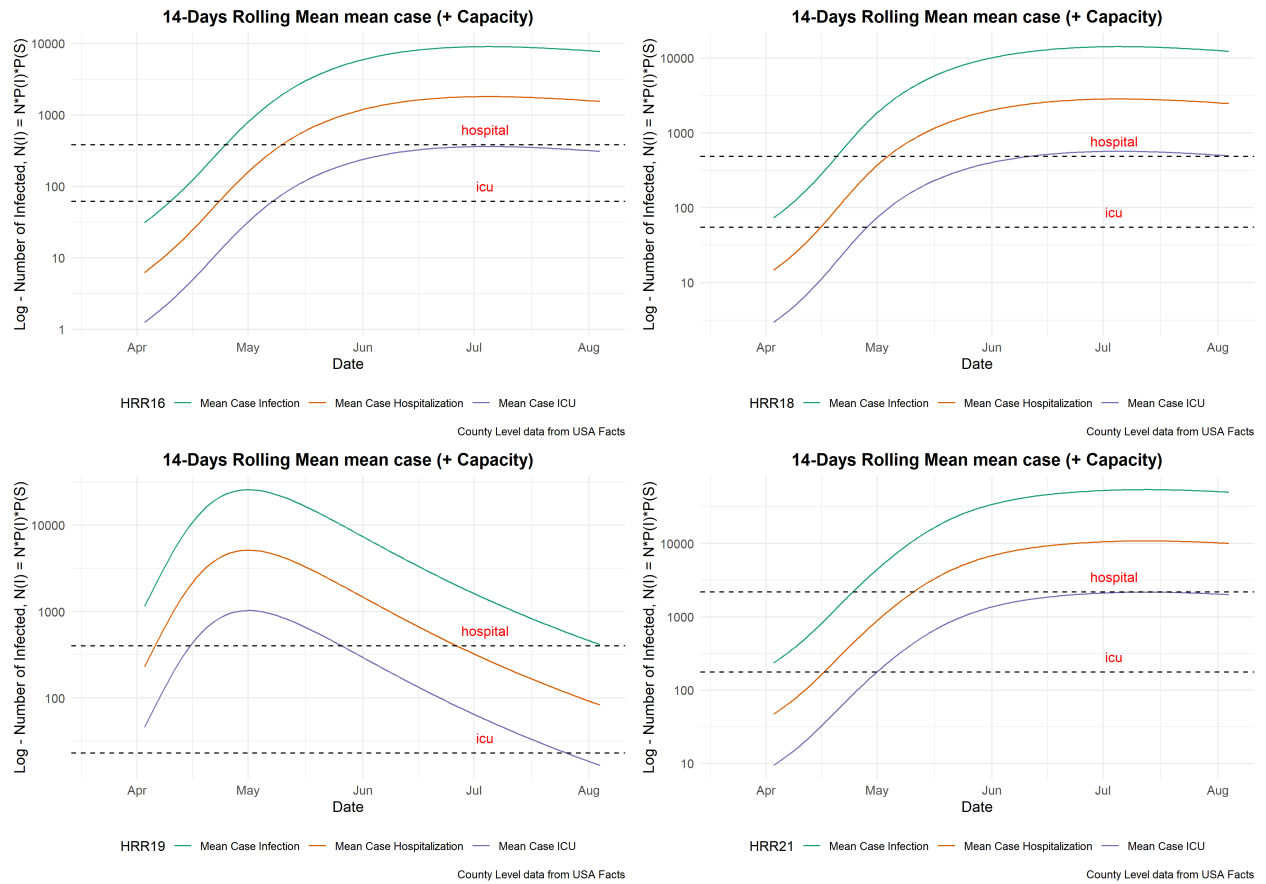 14-Days Rolling Mean mean case (+ Capacity)
Log - Number of Infected, N(I) = N*P(I)*P(S)
10000
1000
100
10
1
hospital
icu
Apr May Jun Jul Aug
Date
HRR16 Mean Case Infection Mean Case Hospitalization Mean Case ICU
County Level data from USA Facts
14-Days Rolling Mean mean case (+ Capacity)
Log - Number of Infected, N(I) = N*P(I)*P(S)
10000
1000
100
10
hospital
icu
Apr May Jun Jul Aug
Date
HRR18 Mean Case Infection Mean Case Hospitalization Mean Case ICU
County Level data from USA Facts
14-Days Rolling Mean mean case (+ Capacity)
Log - Number of Infected, N(I) = N*P(I)*P(S)
10000
1000
100
hospital
icu
Apr May Jun Jul Aug
Date
HRR19 Mean Case Infection Mean Case Hospitalization Mean Case ICU
County Level data from USA Facts
14-Days Rolling Mean mean case (+ Capacity)
Log - Number of Infected, N(I) = N*P(I)*P(S)
10000
1000
100
10
hospital
icu
Apr May Jun Jul Aug
Date
HRR21 Mean Case Infection Mean Case Hospitalization Mean Case ICU
County Level data from USA Facts